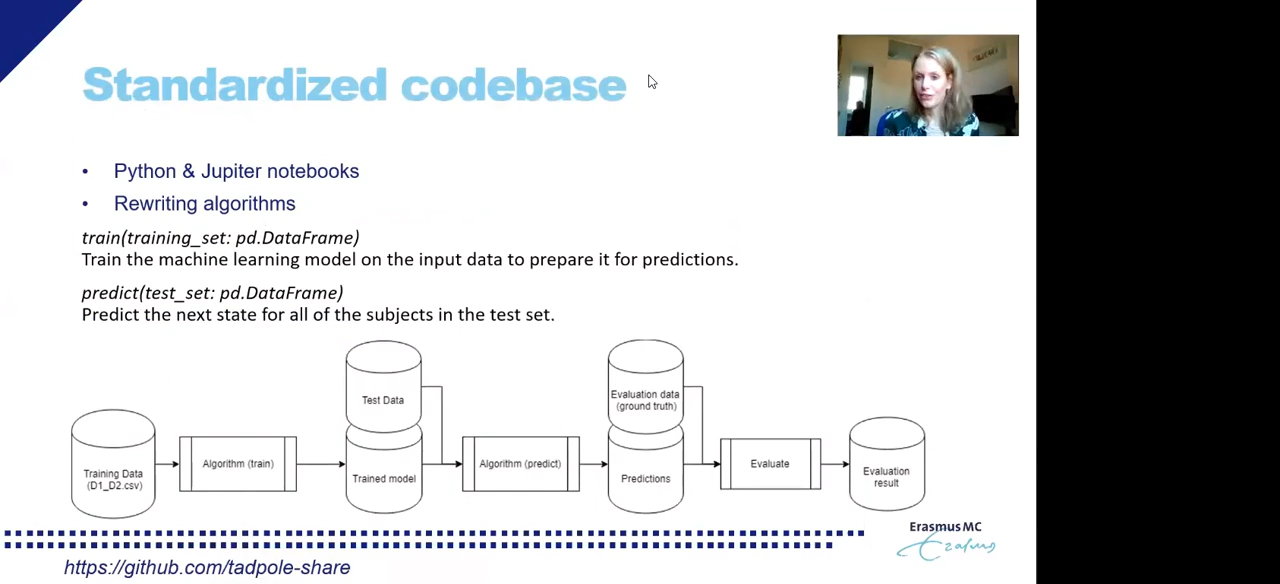 Standardized codebase
• Python & Jupiter notebooks
• Rewriting algorithms
train(training_set: pd.DataFrame)
Train the machine learning model on the input data to prepare it for predictions.
predict(test_set: pd.DataFrame)
Predict the next state for all of the subjects in the test set.
Test Data
Evaluation data
(ground truth)
Training Data
(D1_D2.csv)
Algorithm (train)
Trained model
Algorithm (predict)
Predictions
Evaluate
Evaluation
result
Erasmus MC
Erasmus
https://github.com/tadpole-share